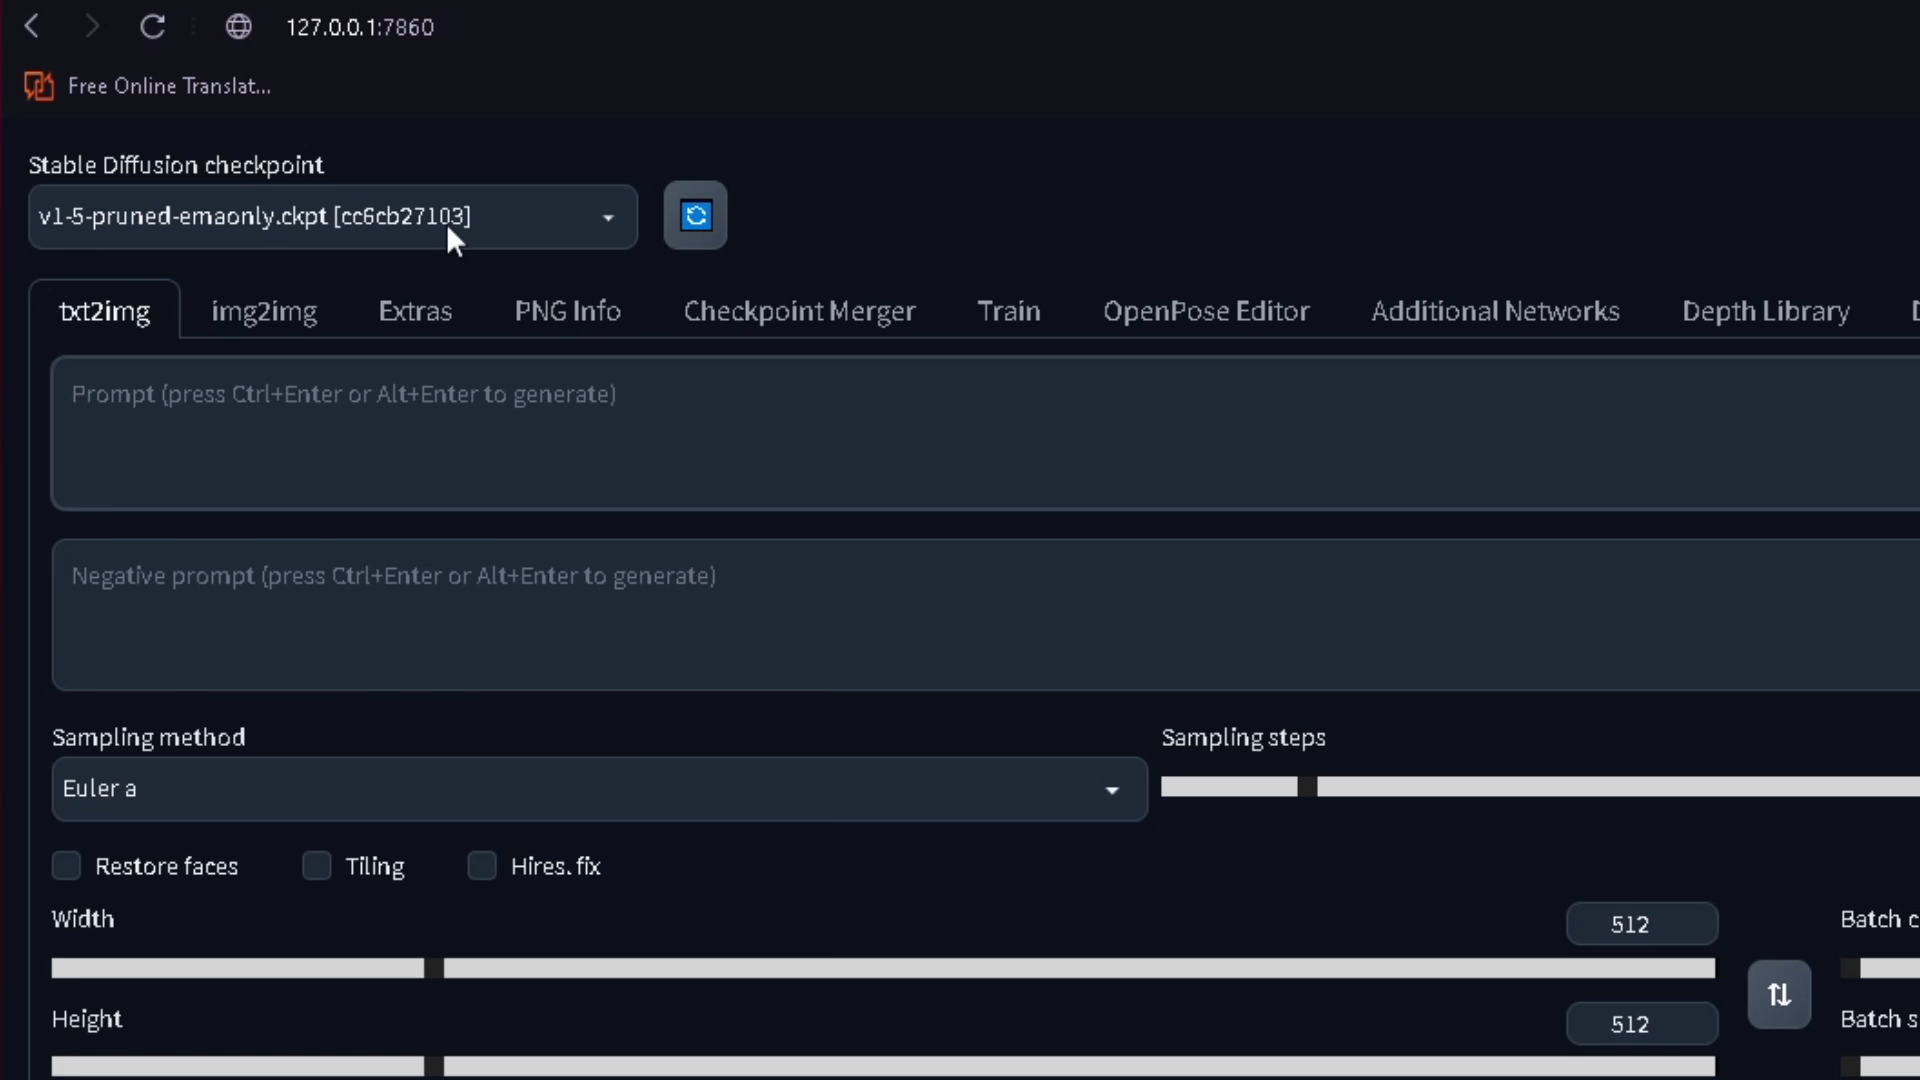 127.0.0.1:7860
Free Online Translat...
Stable Diffusion checkpoint
v1-5-pruned-emaonly.ckpt [cc6cb27103]
txt2img img2img Extras PNG Info Checkpoint Merger Train OpenPose Editor Additional Networks Depth Library
Prompt (press Ctrl+Enter or Alt+Enter to generate)
Negative prompt (press Ctrl+Enter or Alt+Enter to generate)
Sampling method Sampling steps
Euler a
Restore faces Tiling Hires. fix
Width 512 Batch c
Height 512 Batch s